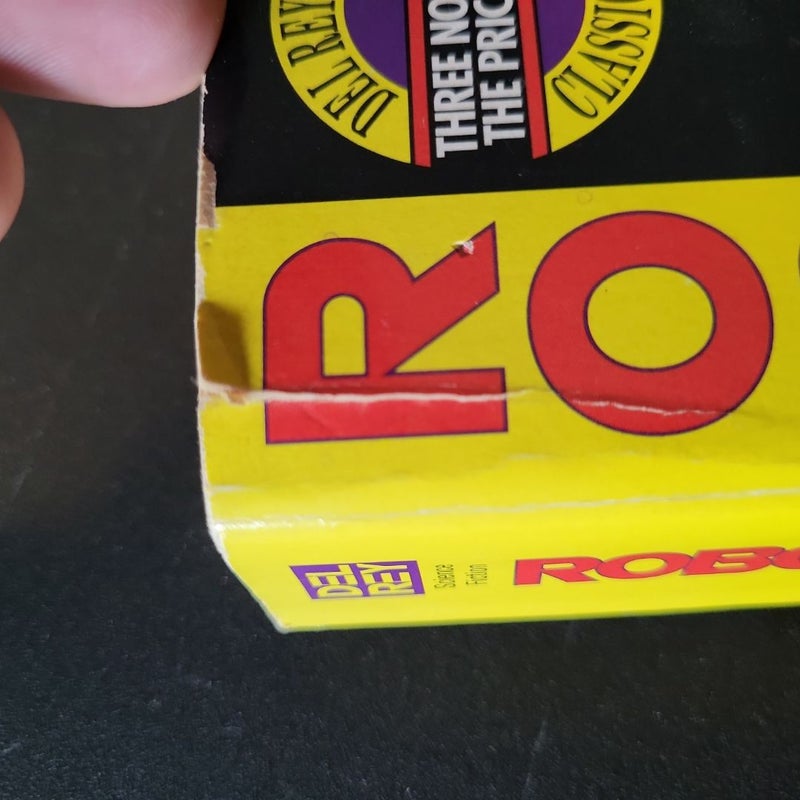 DEL REY
CLASSIC
THREE NO
THE PRIC
RO
DEL
REY
Science
Fiction
ROBO